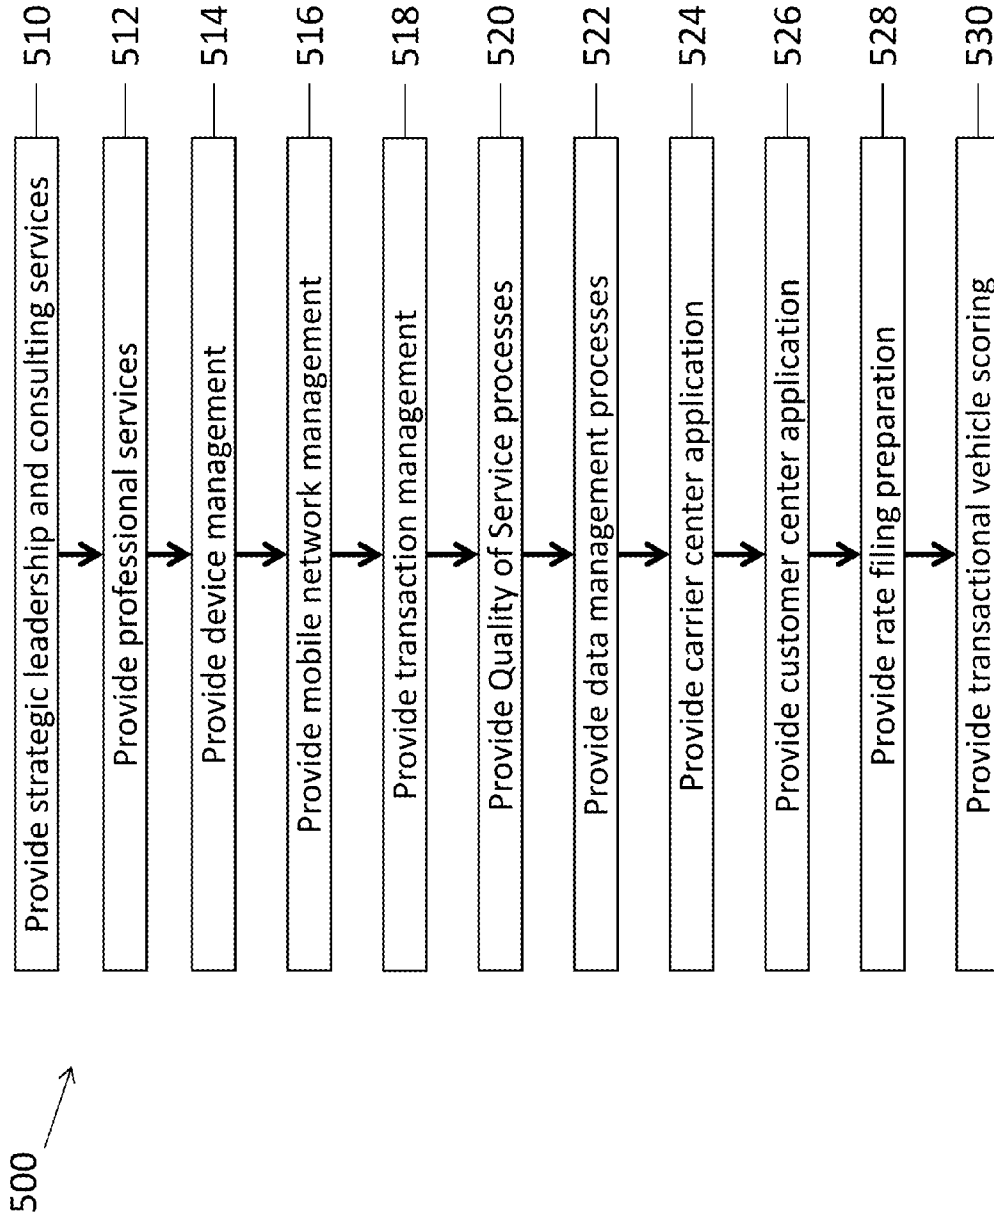 500
Provide strategic leadership and consulting services 510
Provide professional services 512
Provide device management 514
Provide mobile network management 516
Provide transaction management 518
Provide Quality of Service processes 520
Provide data management processes 522
Provide carrier center application 524
Provide customer center application 526
Provide rate filing preparation 528
Provide transactional vehicle scoring 530